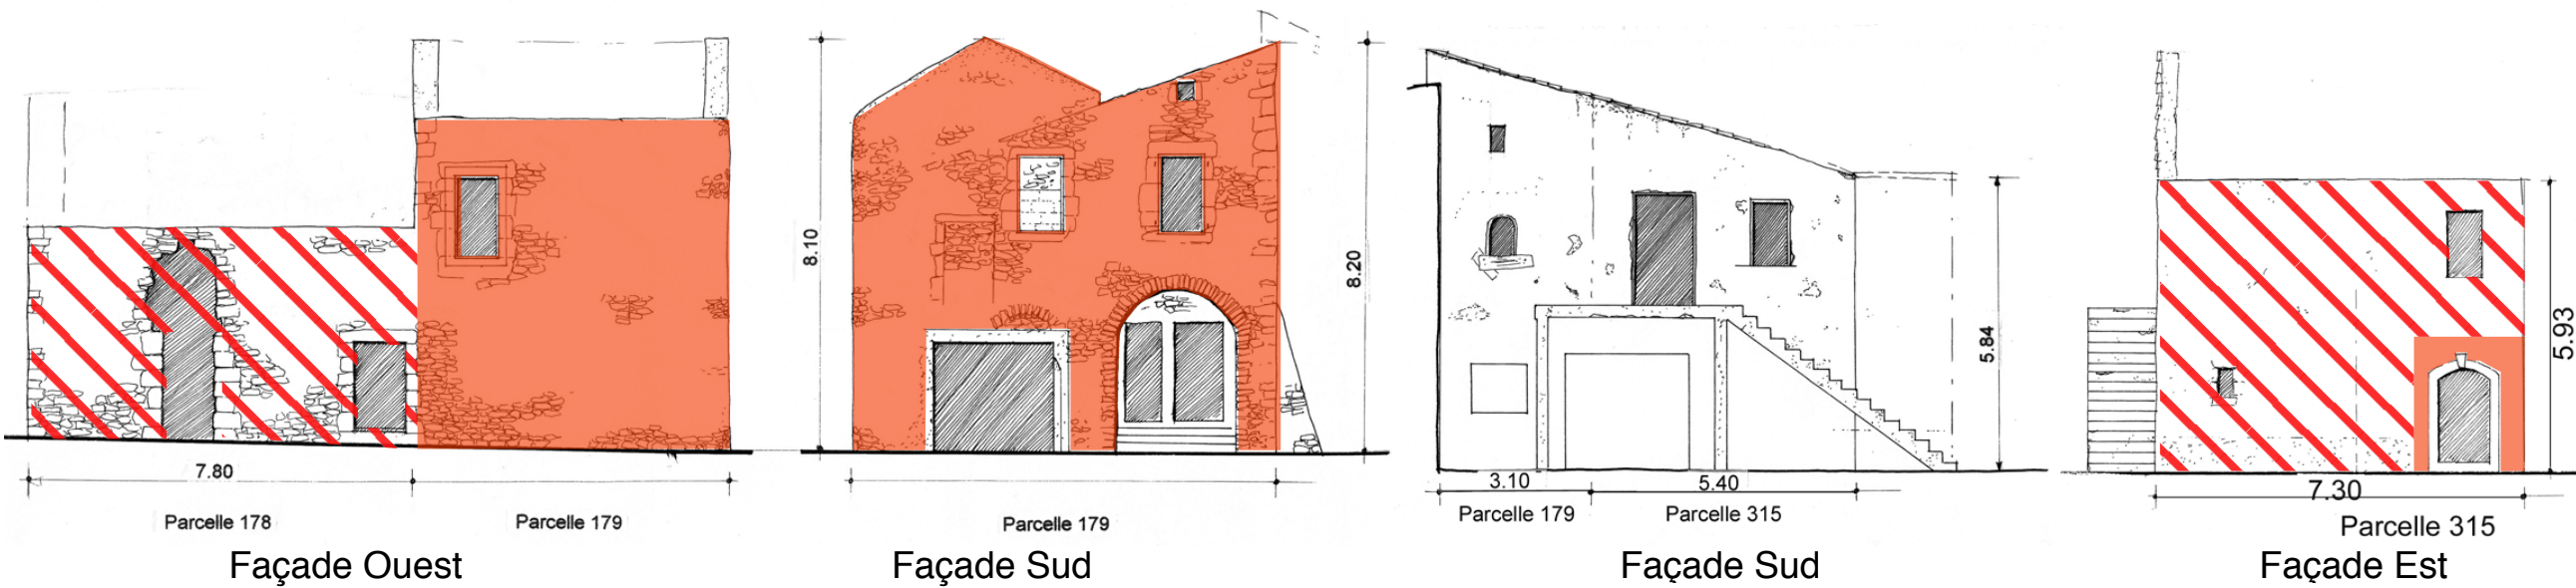 7.80
Parcelle 178
Parcelle 179
Façade Ouest
8.10
8.20
Parcelle 179
Façade Sud
5.84
3.10
5.40
Parcelle 179
Parcelle 315
Façade Sud
5.93
7.30
Parcelle 315
Façade Est